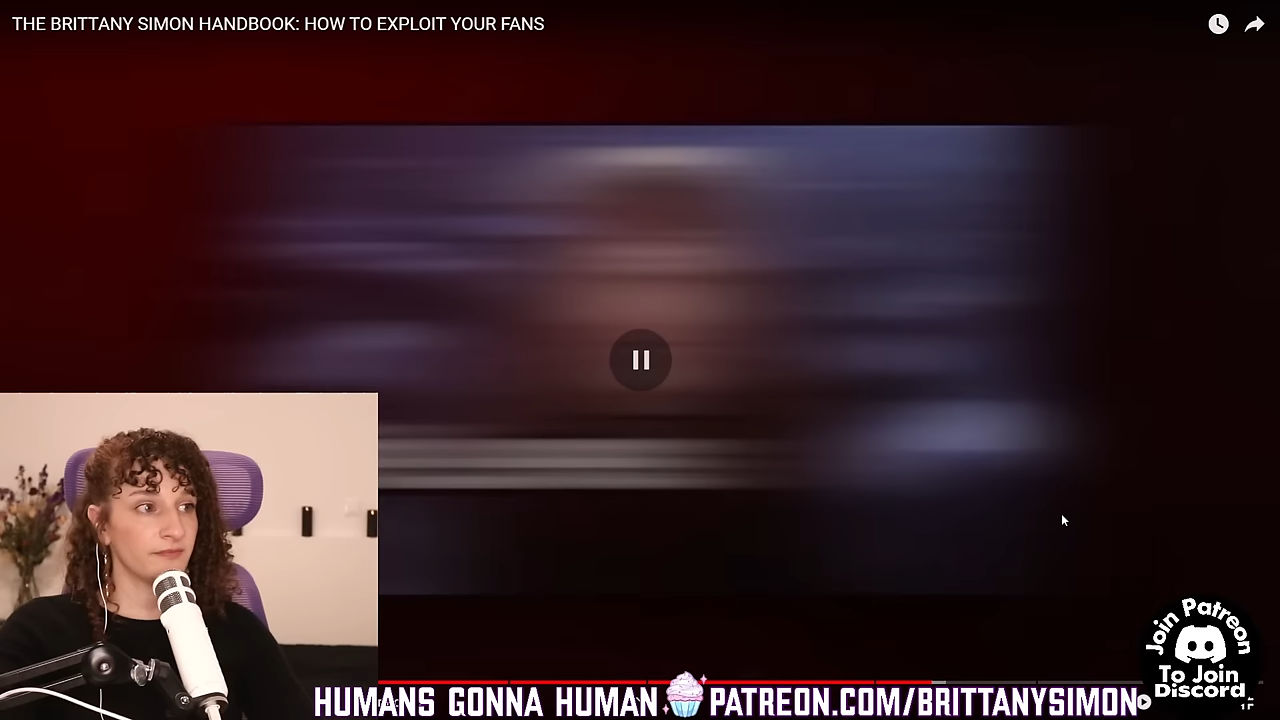 THE BRITTANY SIMON HANDBOOK: HOW TO EXPLOIT YOUR FANS
Join Patreon
To Join
Discord
HUMANS GONNA HUMAN PATREON.COM/BRITTANYSIMON